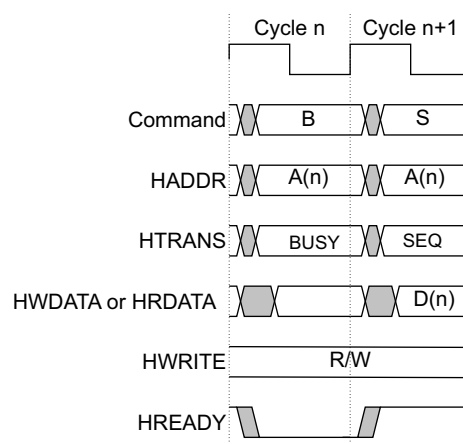 Cycle n Cycle n+1
Command B S
HADDR A(n) A(n)
HTRANS BUSY SEQ
HWDATA or HRDATA D(n)
HWRITE R/W
HREADY